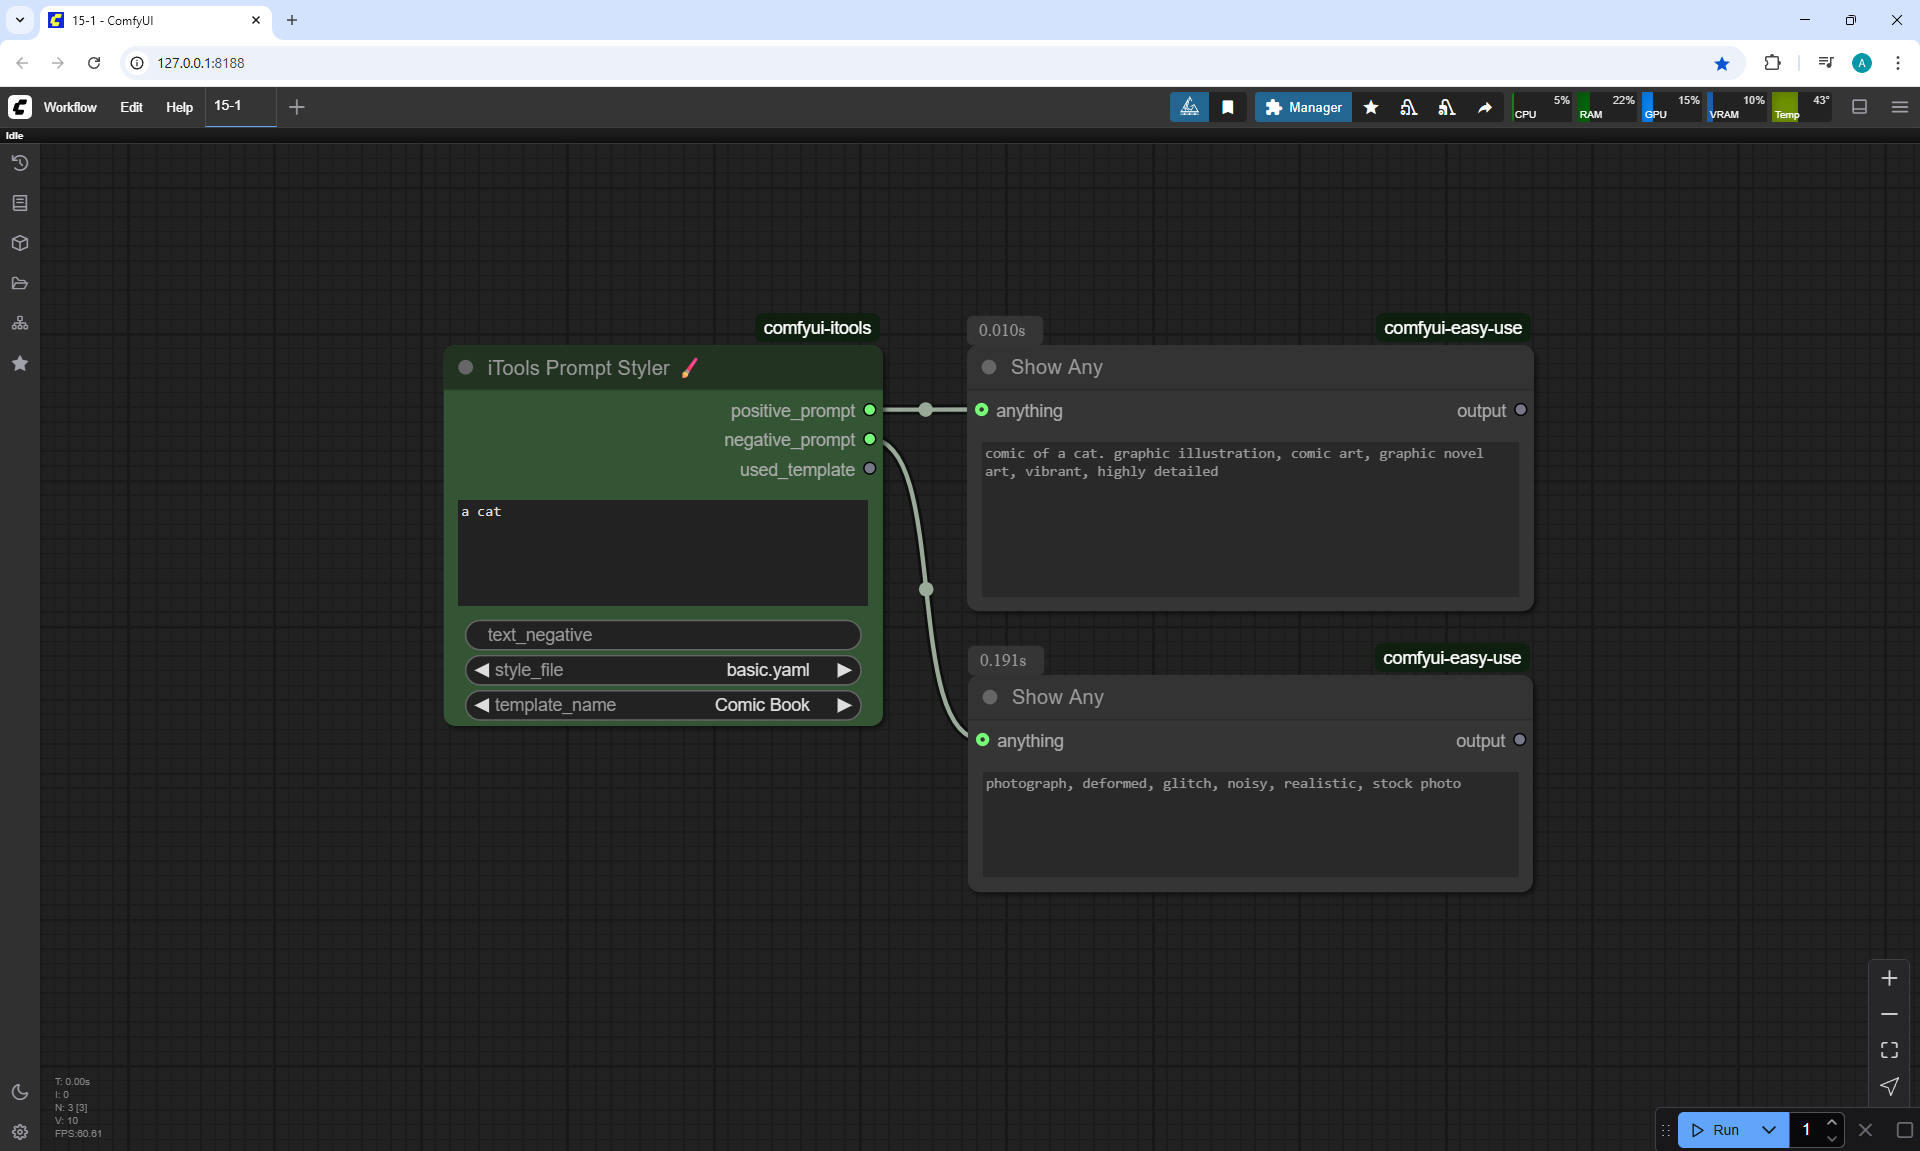 15-1 - ComfyUI
127.0.0.1:8188
A
Workflow
Edit
Help
15-1
Manager
5%
CPU
22%
RAM
15%
GPU
10%
VRAM
43°
Temp
Idle
comfyui-itools
iTools Prompt Styler
positive_prompt
negative_prompt
used_template
a cat
text_negative
style_file basic.yaml
template_name Comic Book
0.010s
comfyui-easy-use
Show Any
anything output
comic of a cat. graphic illustration, comic art, graphic novel
art, vibrant, highly detailed
0.191s
comfyui-easy-use
Show Any
anything output
photograph, deformed, glitch, noisy, realistic, stock photo
T: 0.00s
I: 0
N: 3 [3]
V: 10
FPS:60.61
Run
1